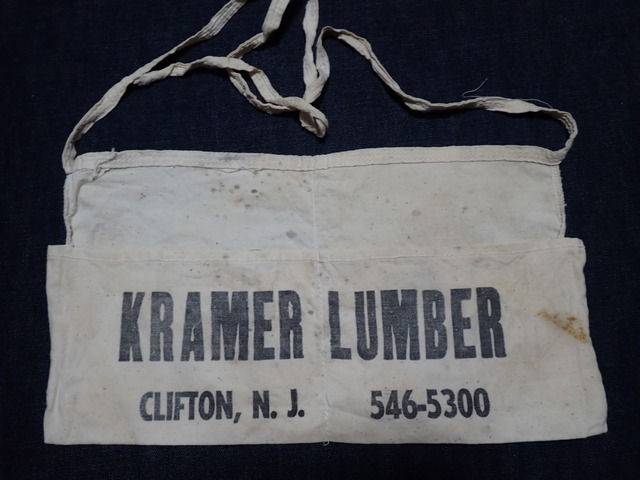 KRAMER LUMBER
CLIFTON, N. J. 546-5300